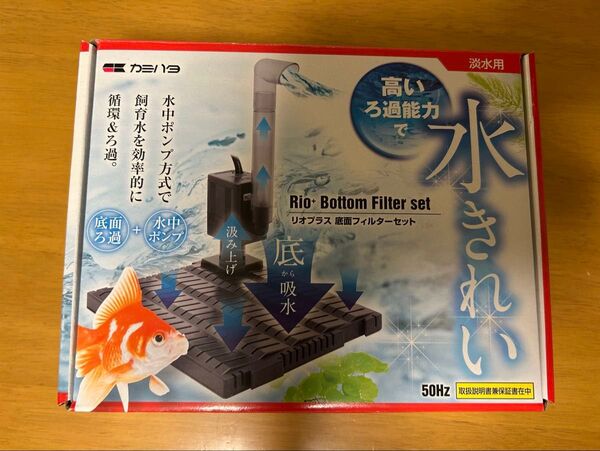 カミハタ
淡水用
高い
ろ過能力
で
水きれい
水中ポンプ方式で
飼育水を効率的に
循環&ろ過。
底面
ろ過
+
水中
ポンプ
Rio+ Bottom Filter set
リオプラス 底面フィルターセット
汲み上げ
底から吸水
50Hz
取扱説明書兼保証書在中